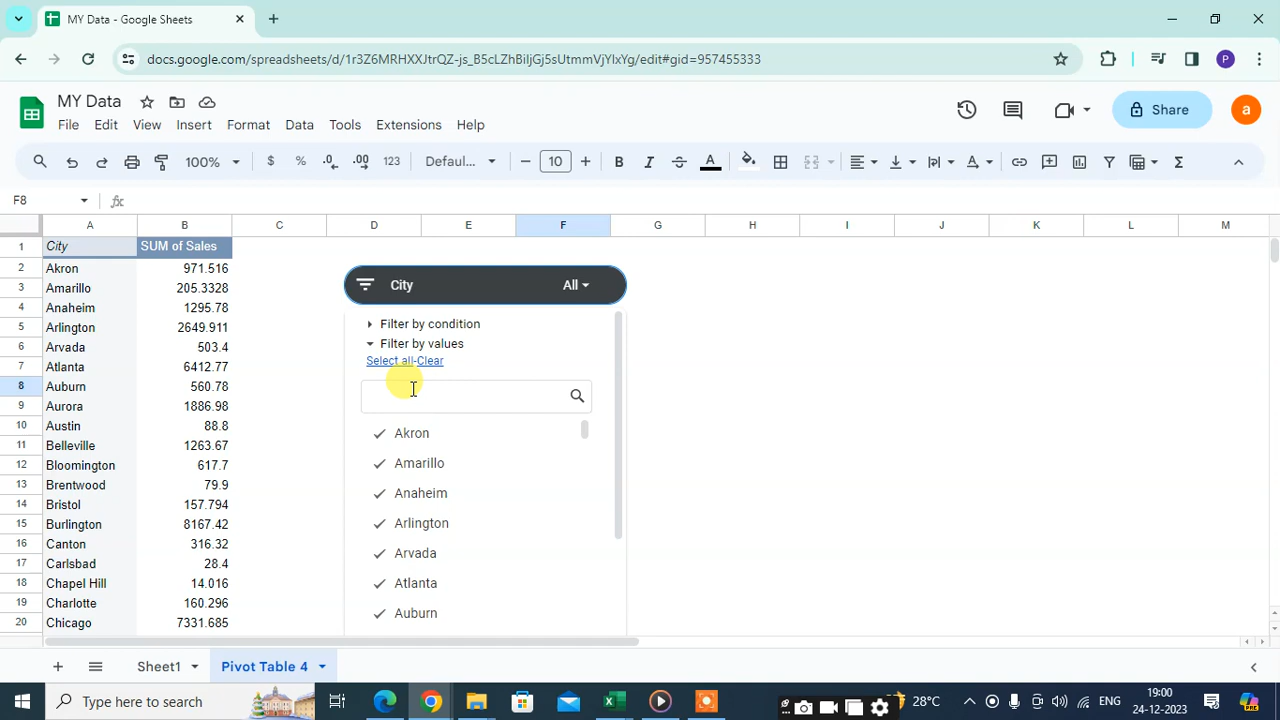 MY Data - Google Sheets
docs.google.com/spreadsheets/d/1r3Z6MRHXXJtrQZ-js_B5cLZhBiIjGj5sUtmmVjYIxYg/edit#gid=957455333
P
MY Data
File Edit View Insert Format Data Tools Extensions Help
Share
a
100% $ % .0 .00 123 Defaul... 10 B I A
F8 fx
A B C D E F G H I J K L M
1 City SUM of Sales
2 Akron 971.516
3 Amarillo 205.3328
4 Anaheim 1295.78
5 Arlington 2649.911
6 Arvada 503.4
7 Atlanta 6412.77
8 Auburn 560.78
9 Aurora 1886.98
10 Austin 88.8
11 Belleville 1263.67
12 Bloomington 617.7
13 Brentwood 79.9
14 Bristol 157.794
15 Burlington 8167.42
16 Canton 316.32
17 Carlsbad 28.4
18 Chapel Hill 14.016
19 Charlotte 160.296
20 Chicago 7331.685
City All
Filter by condition
Filter by values
Select all-Clear
Akron
Amarillo
Anaheim
Arlington
Arvada
Atlanta
Auburn
Sheet1 Pivot Table 4
Type here to search
28°C ENG 19:00
24-12-2023
PRE